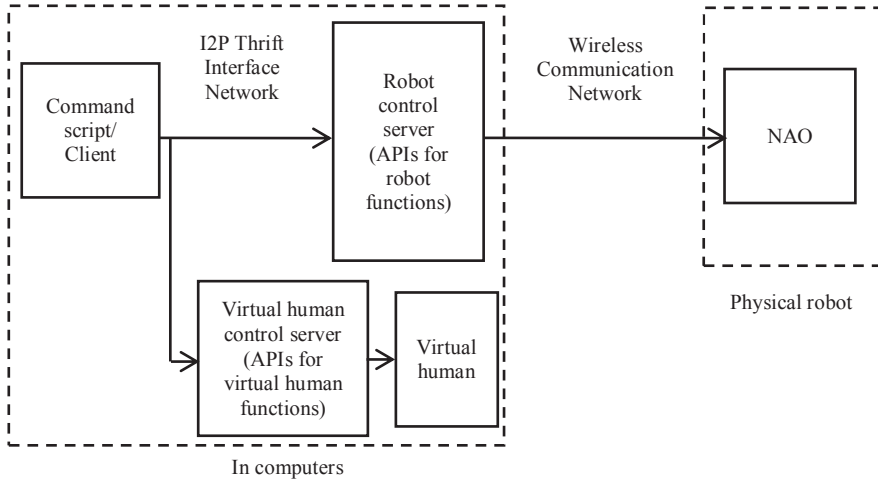 I2P Thrift
Interface
Network
Wireless
Communication
Network
Command
script/
Client
Robot
control
server
(APIs for
robot
functions)
NAO
Virtual human
control server
(APIs for
virtual human
functions)
Virtual
human
Physical robot
In computers